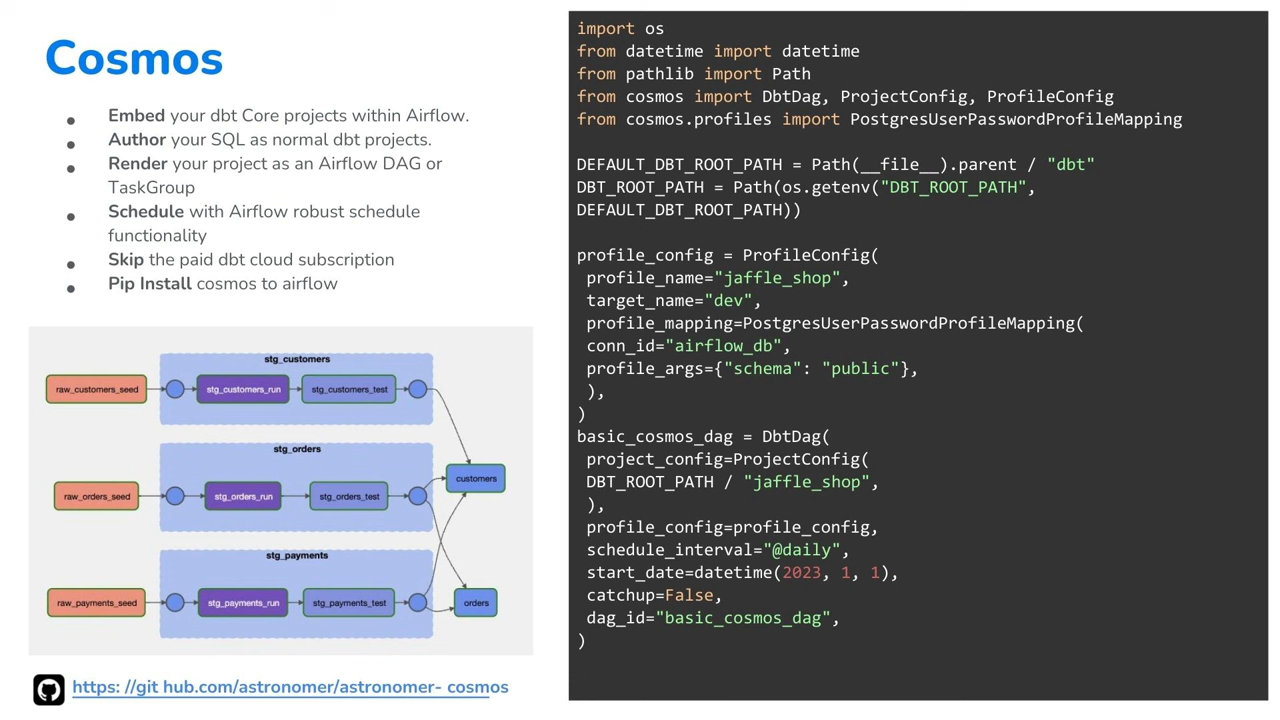 Cosmos
Embed your dbt Core projects within Airflow.
Author your SQL as normal dbt projects.
Render your project as an Airflow DAG or
TaskGroup
Schedule with Airflow robust schedule
functionality
Skip the paid dbt cloud subscription
Pip Install cosmos to airflow
stg_customers
raw_customers_seed
stg_customers_run
stg_customers_test
stg_orders
customers
raw_orders_seed
stg_orders_run
stg_orders_test
stg_payments
raw_payments_seed
stg_payments_run
stg_payments_test
orders
https: //git hub.com/astronomer/astronomer- cosmos
import os
from datetime import datetime
from pathlib import Path
from cosmos import DbtDag, ProjectConfig, ProfileConfig
from cosmos.profiles import PostgresUserPasswordProfileMapping
DEFAULT_DBT_ROOT_PATH = Path(__file__).parent / "dbt"
DBT_ROOT_PATH = Path(os.getenv("DBT_ROOT_PATH",
DEFAULT_DBT_ROOT_PATH))
profile_config = ProfileConfig(
profile_name="jaffle_shop",
target_name="dev",
profile_mapping=PostgresUserPasswordProfileMapping(
conn_id="airflow_db",
profile_args={"schema": "public"},
),
)
basic_cosmos_dag = DbtDag(
project_config=ProjectConfig(
DBT_ROOT_PATH / "jaffle_shop",
),
profile_config=profile_config,
schedule_interval="@daily",
start_date=datetime(2023, 1, 1),
catchup=False,
dag_id="basic_cosmos_dag",
)